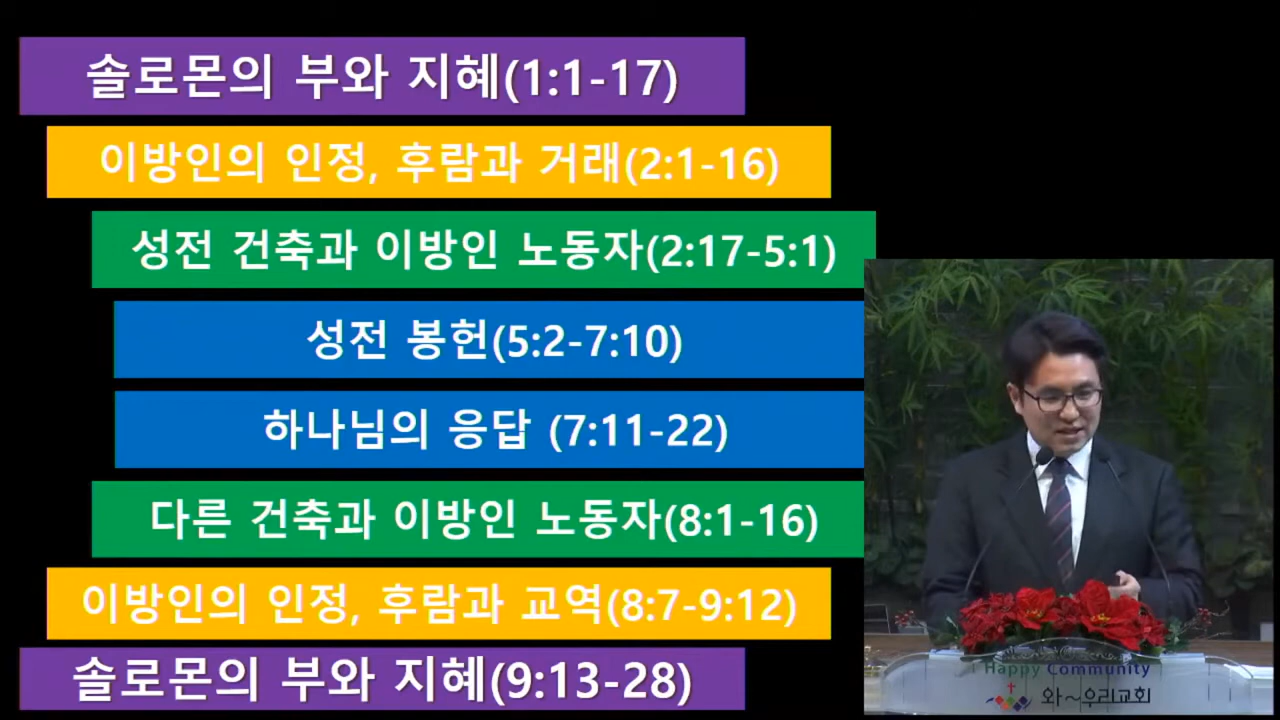 솔로몬의 부와 지혜(1:1-17)
이방인의 인정, 후람과 거래(2:1-16)
성전 건축과 이방인 노동자(2:17-5:1)
성전 봉헌(5:2-7:10)
하나님의 응답 (7:11-22)
다른 건축과 이방인 노동자(8:1-16)
이방인의 인정, 후람과 교역(8:7-9:12)
솔로몬의 부와 지혜(9:13-28)
Happy Community
와~우리교회